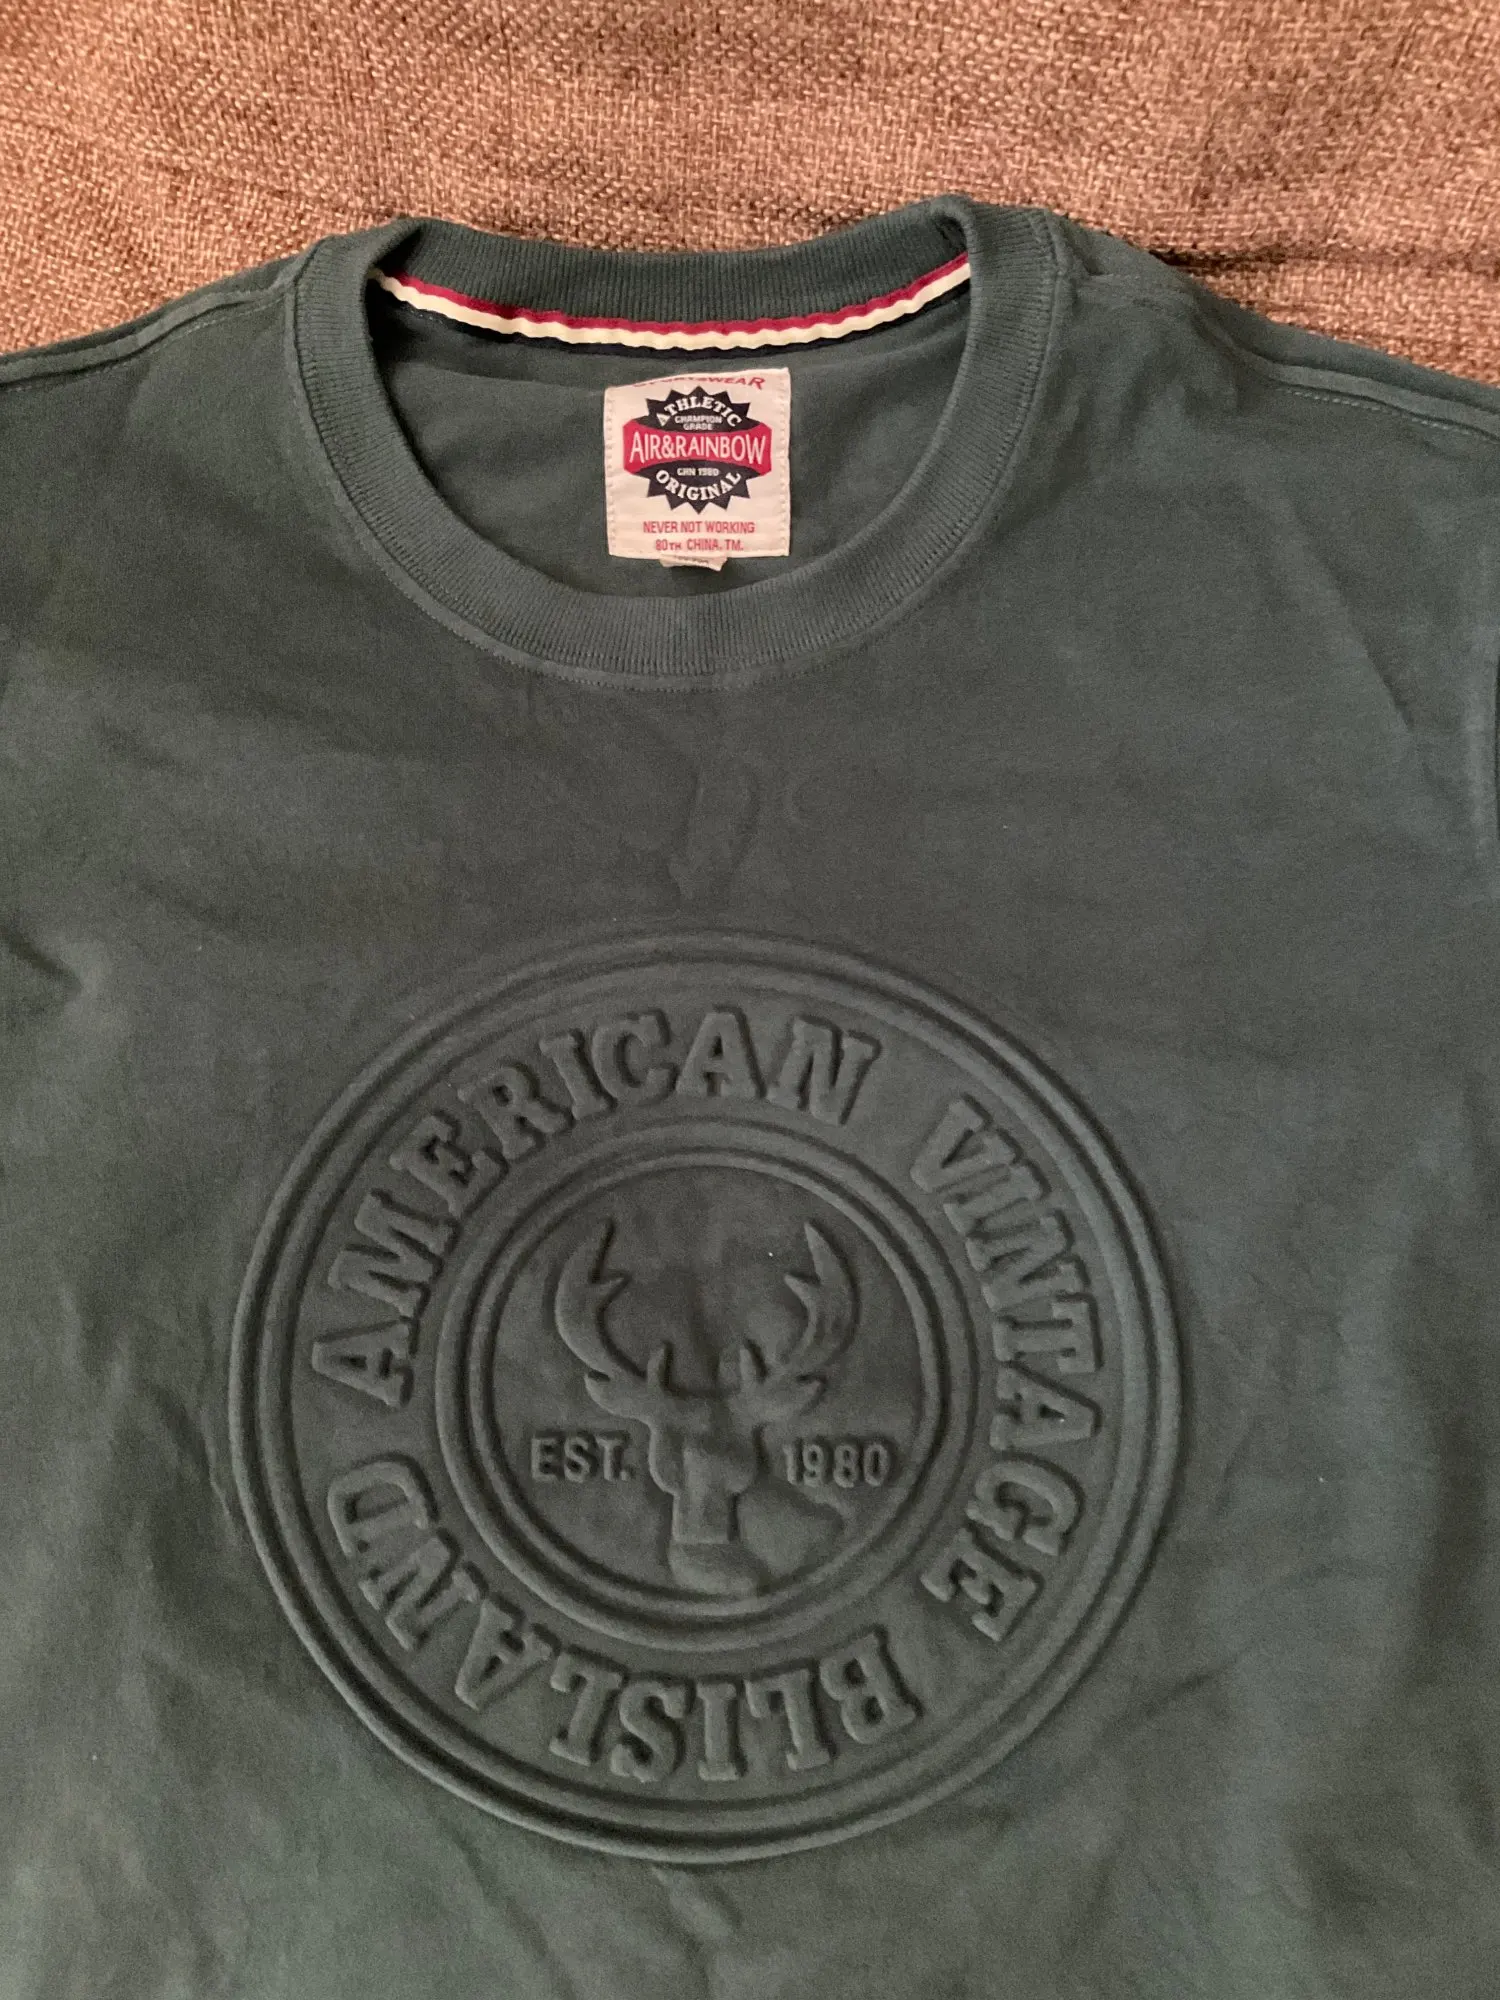 SPORTSWEAR
ATHLETIC
CHAMPION
GRADE
AIR&RAINBOW
CHN 1980
ORIGINAL
NEVER NOT WORKING
80TH CHINA.TM.
AMERICAN VINTAGE
EST. 1980
BLISLAND